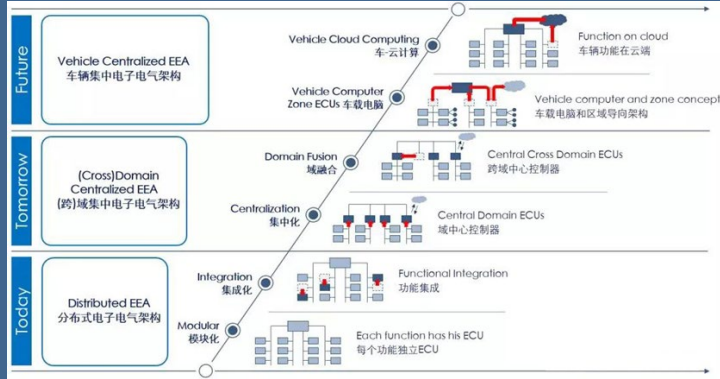 Future
Vehicle Centralized EEA
车辆集中电子电气架构
Vehicle Cloud Computing
车-云计算
Function on cloud
车辆功能在云端
Vehicle Computer
Zone ECUs 车载电脑
Vehicle computer and zone concept
车载电脑和区域导向架构
Tomorrow
(Cross)Domain
Centralized EEA
(跨)域集中电子电气架构
Domain Fusion
域融合
Central Cross Domain ECUs
跨域中心控制器
Centralization
集中化
Central Domain ECUs
域中心控制器
Today
Distributed EEA
分布式电子电气架构
Integration
集成化
Functional Integration
功能集成
Modular
模块化
Each function has his ECU
每个功能独立ECU